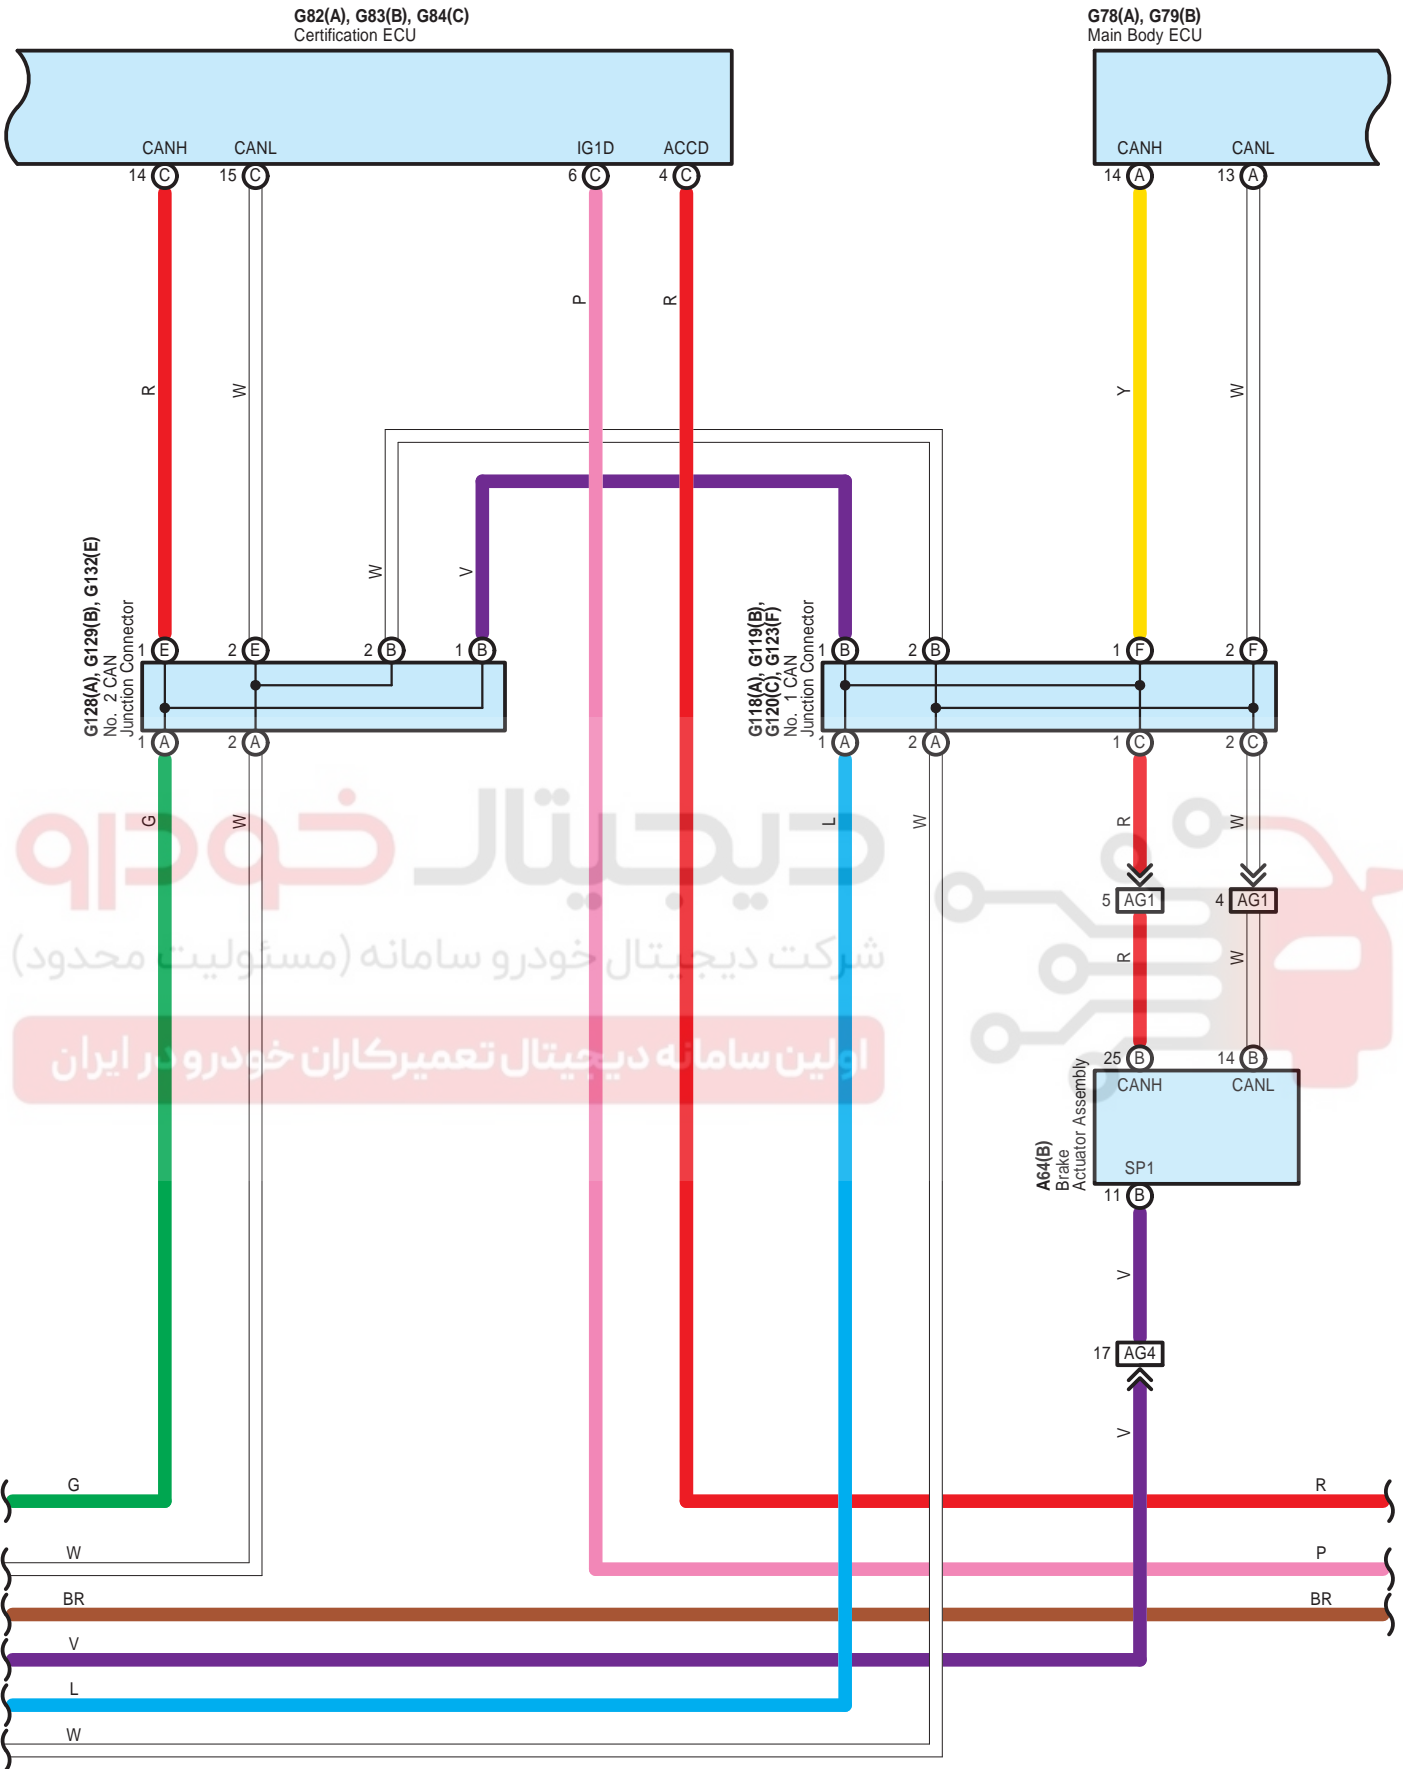 G82(A), G83(B), G84(C)
Certification ECU
G78(A), G79(B)
Main Body ECU
CANH CANL IG1D ACCD
CANH CANL
14 C 15 C 6 C 4 C
14 A 13 A
P R
R W
Y W
W V
G128(A), G129(B), G132(E)
No. 2 CAN
Junction Connector
G118(A), G119(B),
G120(C), G123(F)
No. 1 CAN
Junction Connector
1 E 2 E 2 B 1 B
1 B 2 B 1 F 2 F
1 A 2 A
1 A 2 A 1 C 2 C
G W L W R W
دیجیتال خودرو
5 AG1 4 AG1
شرکت دیجیتال خودرو سامانه (مسئولیت محدود)
R W
اولین سامانه دیجیتال تعمیرکاران خودرو در ایران
25 B 14 B
CANH CANL
A64(B)
Brake
Actuator Assembly
SP1
11 B
V
17 AG4
V
G R
W P
BR BR
V
L
W